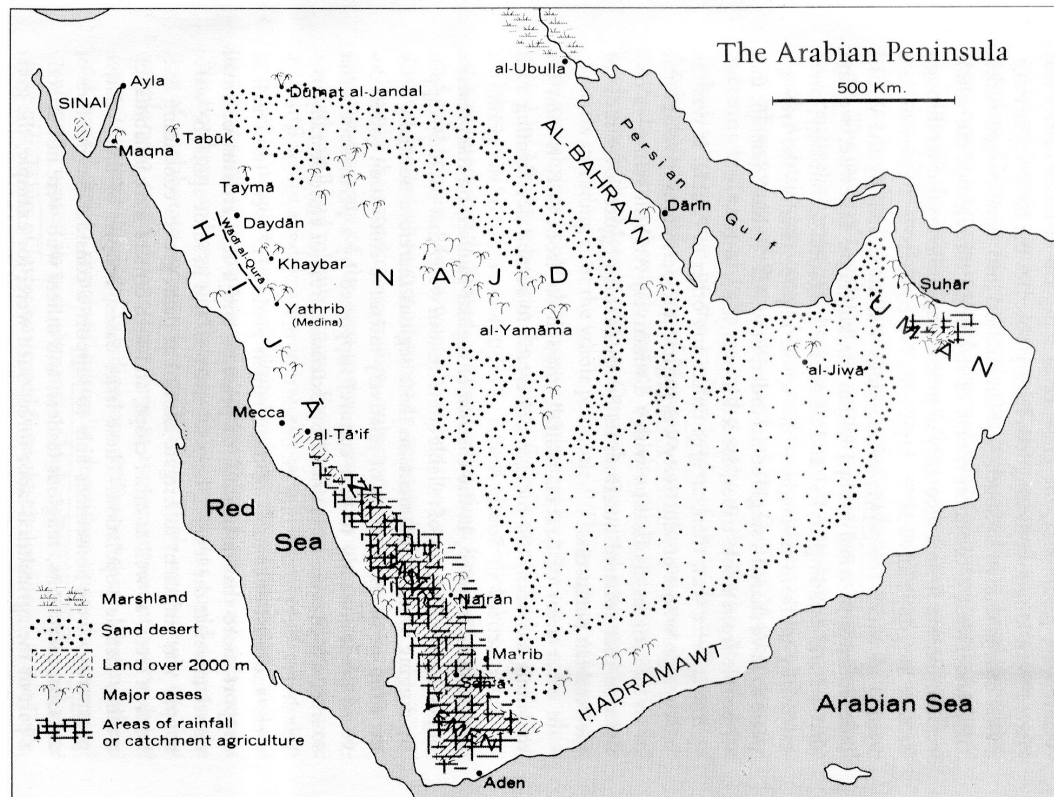 The Arabian Peninsula
500 Km.
al-Ubulla
Ayla
SINAI
Dūmat al-Jandal
Maqna
Tabūk
AL-BAHRAYN
Persian Gulf
Taymā
Dārīn
Daydān
Wādī al-Qurā
Khaybar
HIJĀZ
NAJD
Yathrib
(Medina)
al-Yamāma
Ṣuḥār
ʿUMĀN
al-Jiwāʾ
Mecca
al-Ṭāʾif
Red
Sea
Najrān
Maʾrib
Ṣanʿāʾ
YEMEN
ḤAḌRAMAWT
Arabian Sea
Aden
Marshland
Sand desert
Land over 2000 m
Major oases
Areas of rainfall
or catchment agriculture